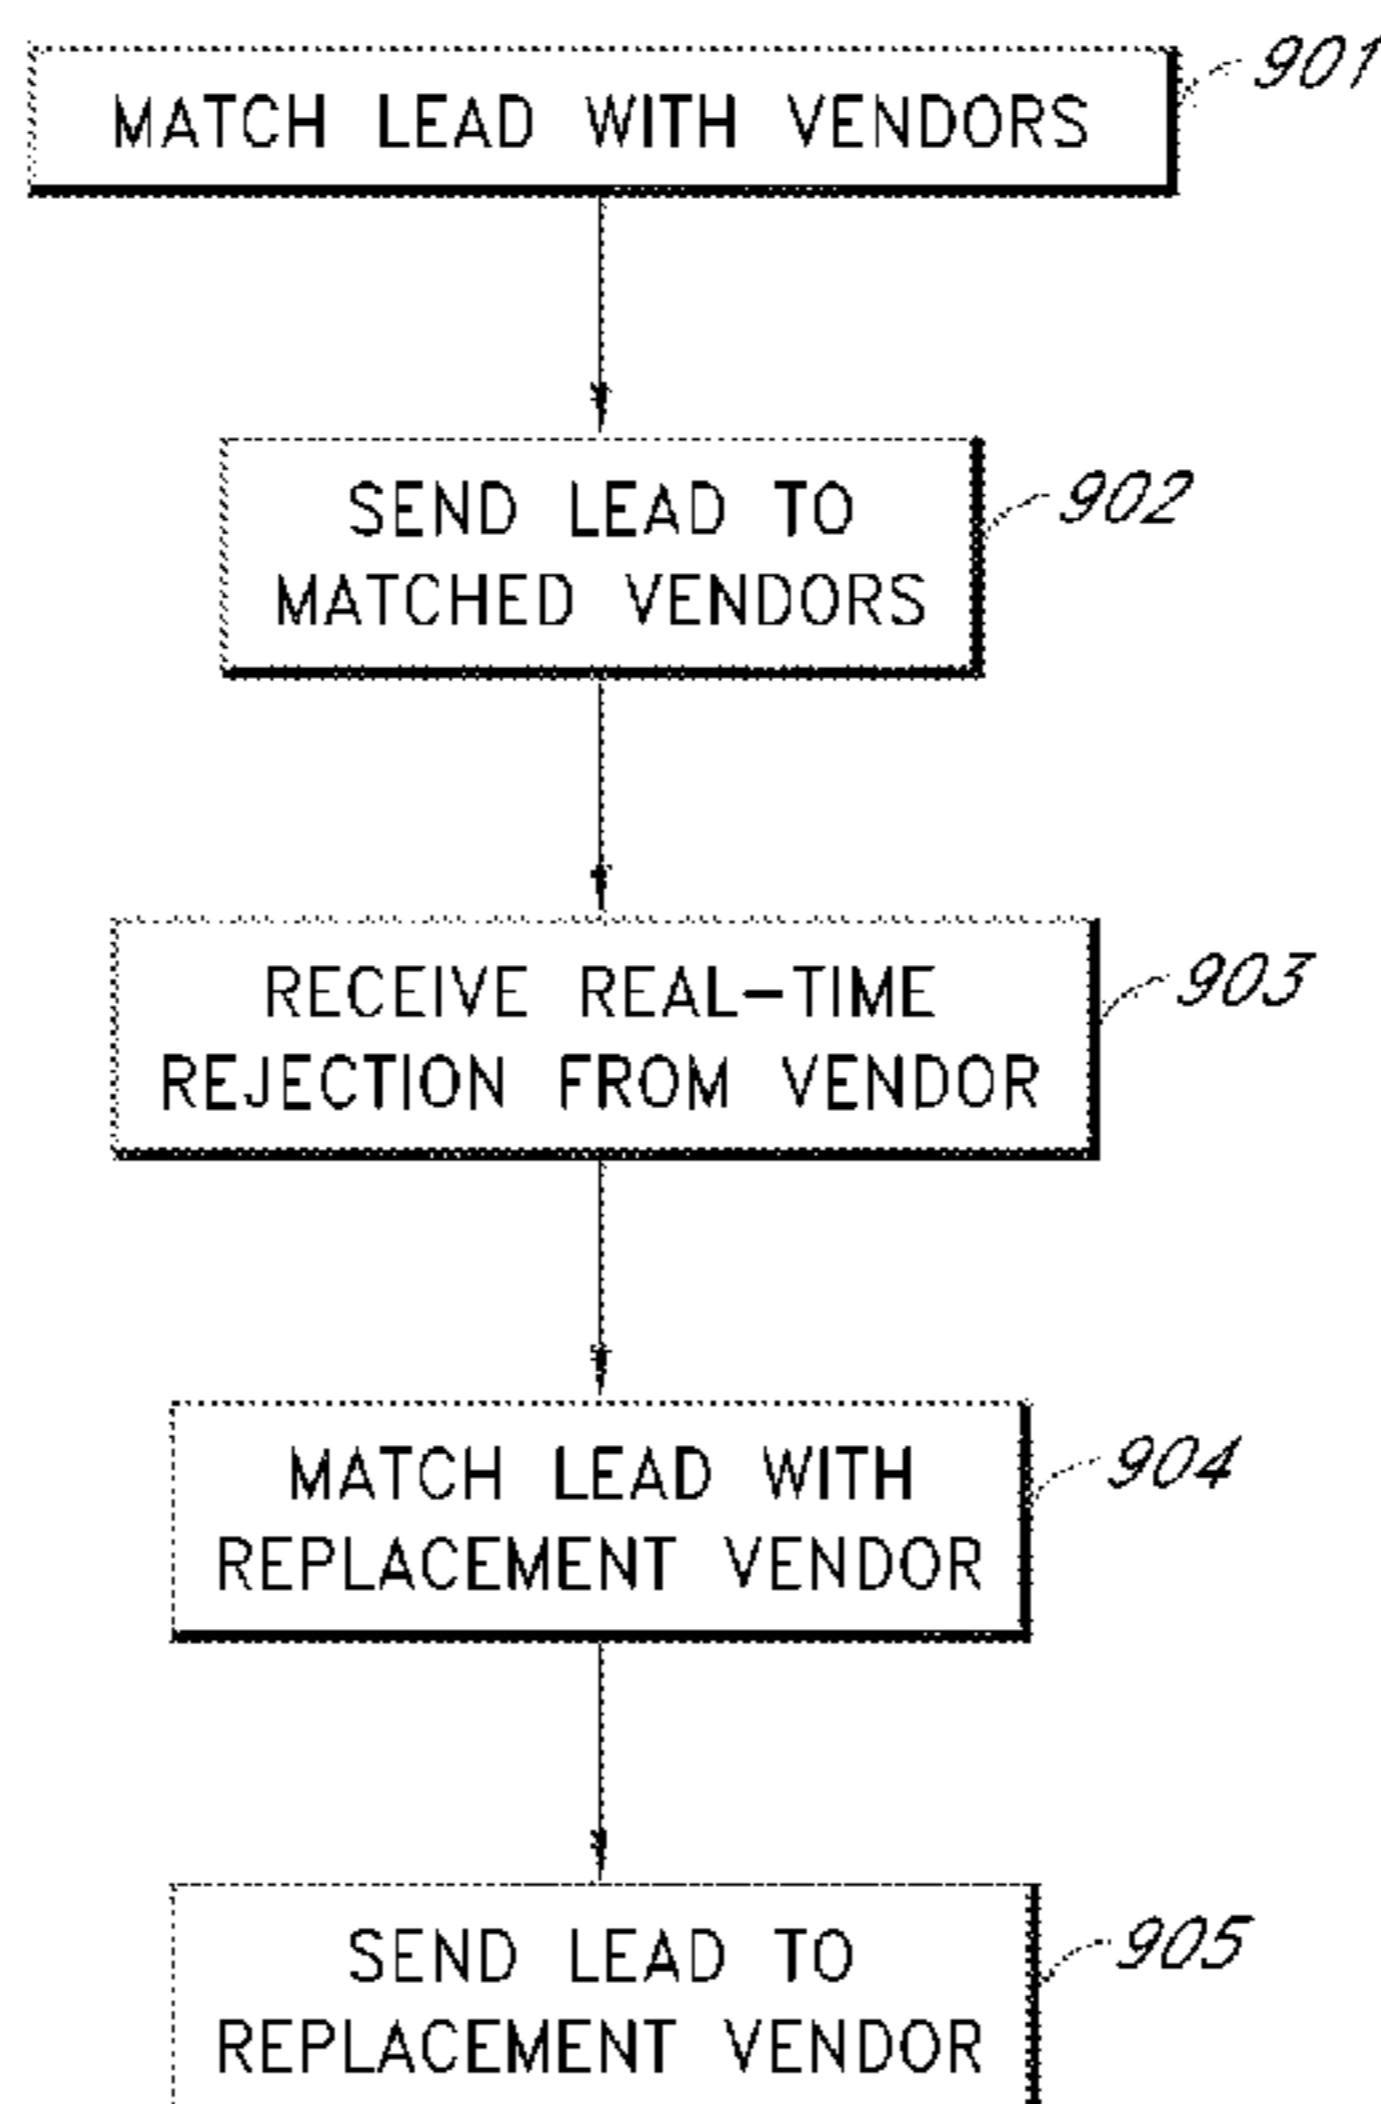 MATCH LEAD WITH VENDORS
901
SEND LEAD TO
MATCHED VENDORS
902
RECEIVE REAL-TIME
REJECTION FROM VENDOR
903
MATCH LEAD WITH
REPLACEMENT VENDOR
904
SEND LEAD TO
REPLACEMENT VENDOR
905